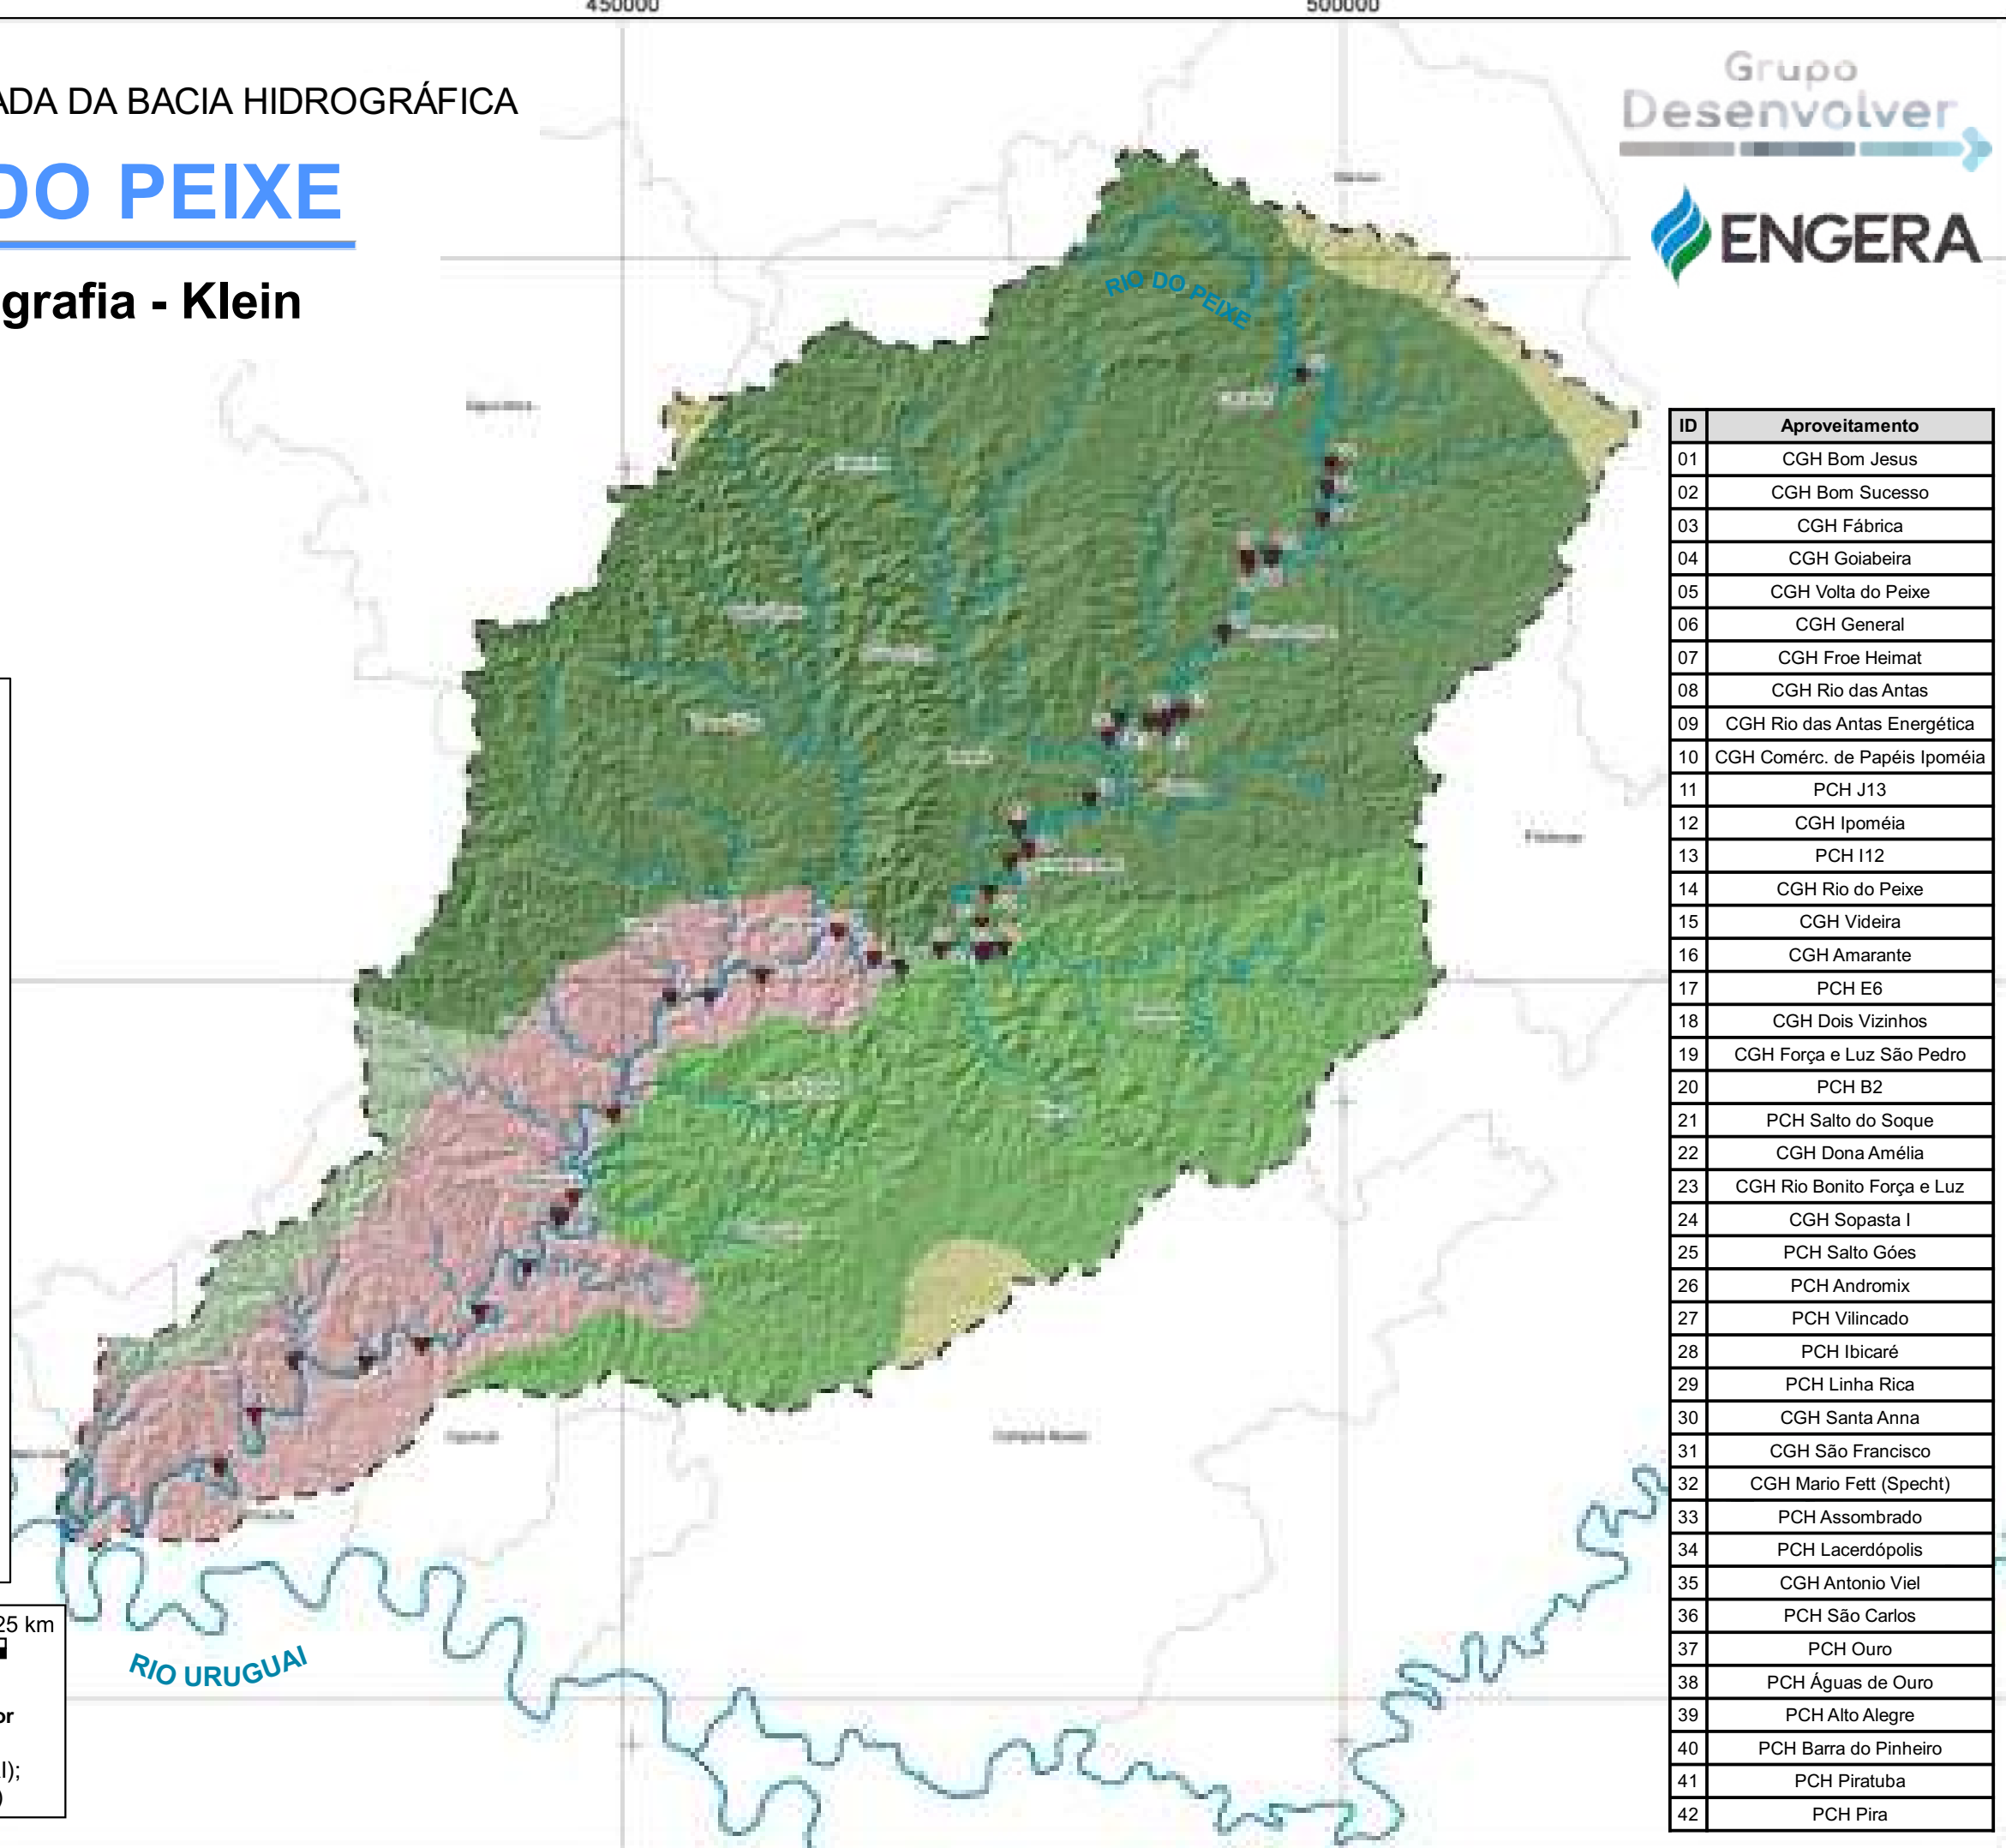 450000
500000
ADA DA BACIA HIDROGRÁFICA
DO PEIXE
grafia - Klein
Grupo
Desenvolver
ENGERA
RIO DO PEIXE
ID Aproveitamento
01 CGH Bom Jesus
02 CGH Bom Sucesso
03 CGH Fábrica
04 CGH Goiabeira
05 CGH Volta do Peixe
06 CGH General
07 CGH Froe Heimat
08 CGH Rio das Antas
09 CGH Rio das Antas Energética
10 CGH Comérc. de Papéis Ipoméia
11 PCH J13
12 CGH Ipoméia
13 PCH I12
14 CGH Rio do Peixe
15 CGH Videira
16 CGH Amarante
17 PCH E6
18 CGH Dois Vizinhos
19 CGH Força e Luz São Pedro
20 PCH B2
21 PCH Salto do Soque
22 CGH Dona Amélia
23 CGH Rio Bonito Força e Luz
24 CGH Sopasta I
25 PCH Salto Góes
26 PCH Andromix
27 PCH Vilincado
28 PCH Ibicaré
29 PCH Linha Rica
30 CGH Santa Anna
31 CGH São Francisco
32 CGH Mario Fett (Specht)
33 PCH Assombrado
34 PCH Lacerdópolis
35 CGH Antonio Viel
36 PCH São Carlos
37 PCH Ouro
38 PCH Águas de Ouro
39 PCH Alto Alegre
40 PCH Barra do Pinheiro
41 PCH Piratuba
42 PCH Pira
25 km
RIO URUGUAI
or
l);
)